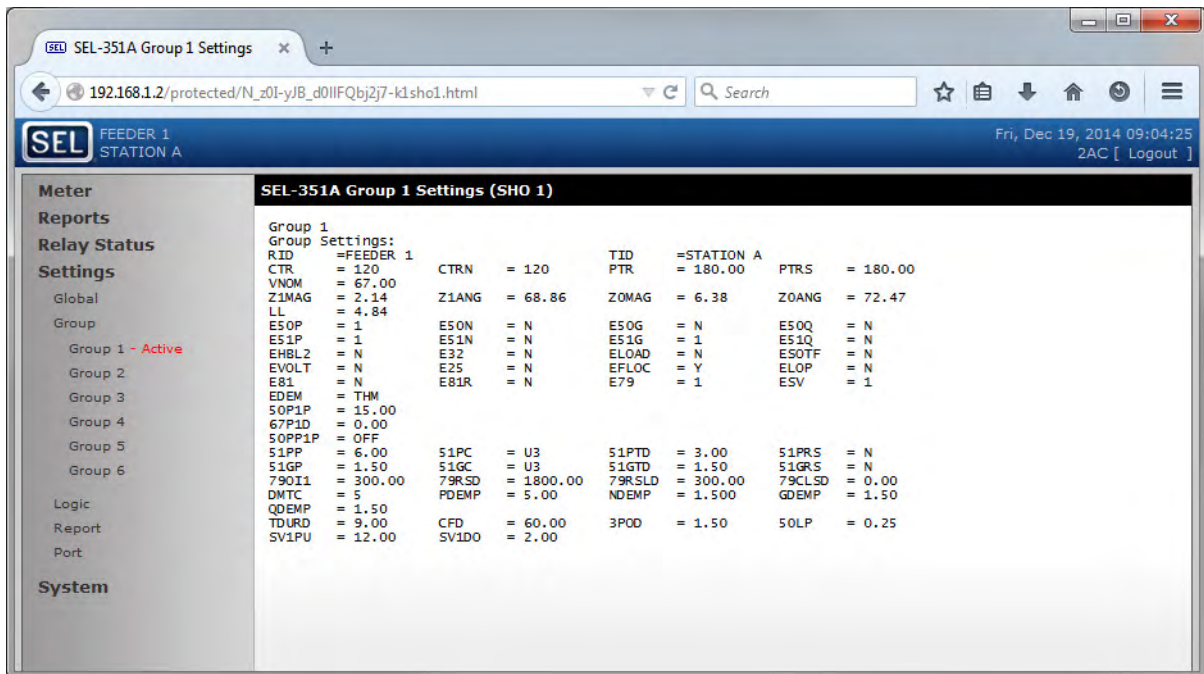 SEL SEL-351A Group 1 Settings × +
192.168.1.2/protected/N_z0I-yJB_d0IIFQbj2j7-k1sho1.html Search
SEL FEEDER 1
STATION A
Fri, Dec 19, 2014 09:04:25
2AC [ Logout ]
Meter
Reports
Relay Status
Settings
Global
Group
Group 1 - Active
Group 2
Group 3
Group 4
Group 5
Group 6
Logic
Report
Port
System
SEL-351A Group 1 Settings (SHO 1)
Group 1
Group Settings:
RID =FEEDER 1 TID =STATION A
CTR = 120 CTRN = 120 PTR = 180.00 PTRS = 180.00
VNOM = 67.00
Z1MAG = 2.14 Z1ANG = 68.86 Z0MAG = 6.38 Z0ANG = 72.47
LL = 4.84
E50P = 1 E50N = N E50G = N E50Q = N
E51P = 1 E51N = N E51G = 1 E51Q = N
EHBL2 = N E32 = N ELOAD = N ESOTF = N
EVOLT = N E25 = N EFLOC = Y ELOP = N
E81 = N E81R = N E79 = 1 ESV = 1
EDEM = THM
50P1P = 15.00
67P1D = 0.00
50PP1P = OFF
51PP = 6.00 51PC = U3 51PTD = 3.00 51PRS = N
51GP = 1.50 51GC = U3 51GTD = 1.50 51GRS = N
79OI1 = 300.00 79RSD = 1800.00 79RSLD = 300.00 79CLSD = 0.00
DMTC = 5 PDEMP = 5.00 NDEMP = 1.500 GDEMP = 1.50
QDEMP = 1.50
TDURD = 9.00 CFD = 60.00 3POD = 1.50 50LP = 0.25
SV1PU = 12.00 SV1DO = 2.00